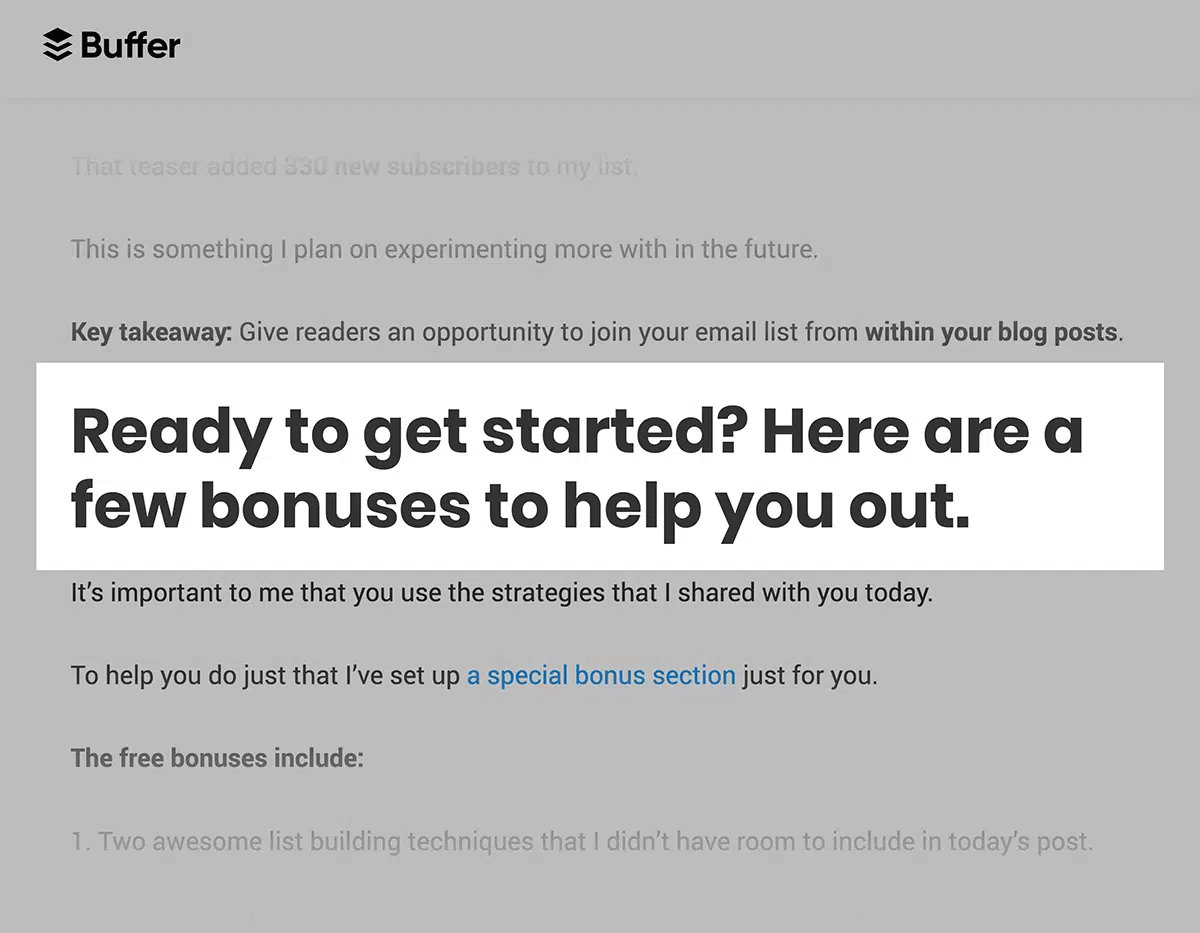 Buffer
That teaser added 330 new subscribers to my list.
This is something I plan on experimenting more with in the future.
Key takeaway: Give readers an opportunity to join your email list from within your blog posts.
Ready to get started? Here are a
few bonuses to help you out.
It’s important to me that you use the strategies that I shared with you today.
To help you do just that I’ve set up a special bonus section just for you.
The free bonuses include:
1. Two awesome list building techniques that I didn’t have room to include in today’s post.